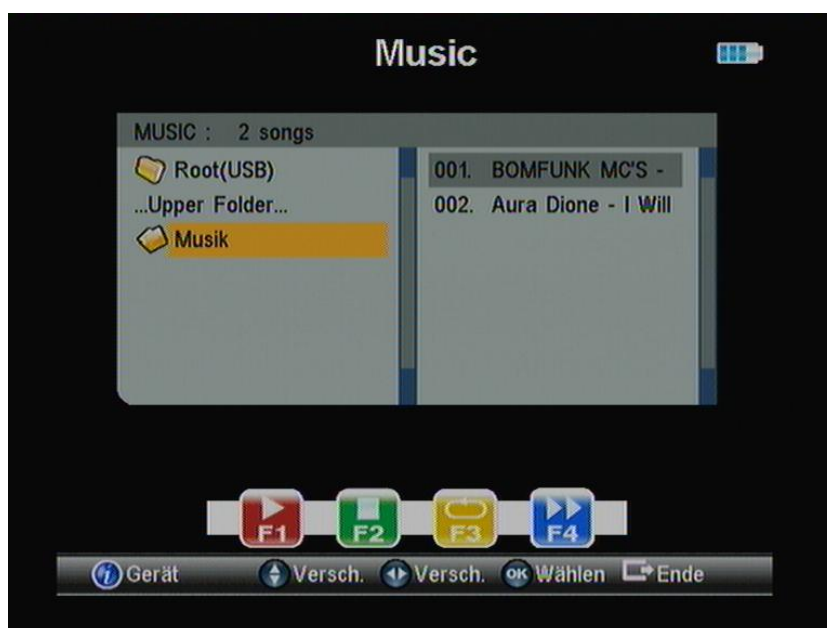 Music
MUSIC : 2 songs
Root(USB)
...Upper Folder...
Musik
001. BOMFUNK MC'S -
002. Aura Dione - I Will
F1 F2 F3 F4
i Gerät Versch. Versch. OK Wählen Ende